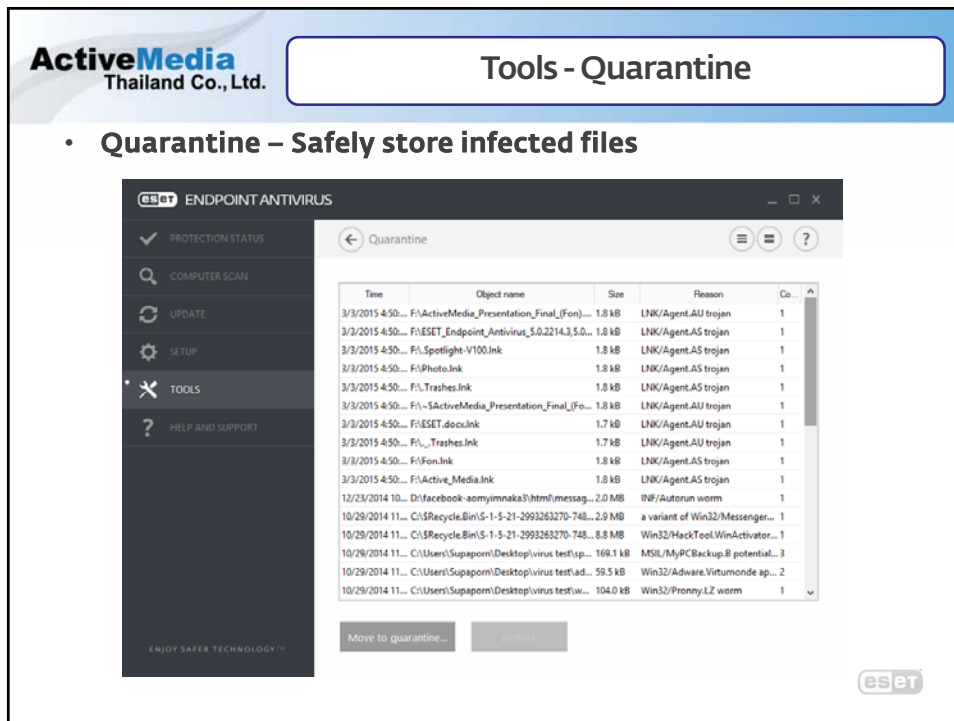 ActiveMedia
Thailand Co., Ltd.
Tools - Quarantine
• Quarantine – Safely store infected files
eset ENDPOINT ANTIVIRUS
PROTECTION STATUS
COMPUTER SCAN
UPDATE
SETUP
TOOLS
? HELP AND SUPPORT
ENJOY SAFER TECHNOLOGY™
Quarantine
?
Time Object name Size Reason Co...
3/3/2015 4:50:... F:\ActiveMedia_Presentation_Final_(Fon).... 1.8 kB LNK/Agent.AU trojan 1
3/3/2015 4:50:... F:\ESET_Endpoint_Antivirus_5.0.2214.3,5.0... 1.8 kB LNK/Agent.AS trojan 1
3/3/2015 4:50:... F:\.Spotlight-V100.lnk 1.8 kB LNK/Agent.AS trojan 1
3/3/2015 4:50:... F:\Photo.lnk 1.8 kB LNK/Agent.AS trojan 1
3/3/2015 4:50:... F:\.Trashes.lnk 1.8 kB LNK/Agent.AS trojan 1
3/3/2015 4:50:... F:\~$ActiveMedia_Presentation_Final_(Fo... 1.8 kB LNK/Agent.AU trojan 1
3/3/2015 4:50:... F:\ESET.docx.lnk 1.7 kB LNK/Agent.AU trojan 1
3/3/2015 4:50:... F:\._.Trashes.lnk 1.7 kB LNK/Agent.AU trojan 1
3/3/2015 4:50:... F:\Fon.lnk 1.8 kB LNK/Agent.AS trojan 1
3/3/2015 4:50:... F:\Active_Media.lnk 1.8 kB LNK/Agent.AS trojan 1
12/23/2014 10... D:\facebook-aomyimnaka3\html\messag... 2.0 MB INF/Autorun worm 1
10/29/2014 11... C:\$Recycle.Bin\S-1-5-21-2993263270-748... 2.9 MB a variant of Win32/Messenger... 1
10/29/2014 11... C:\$Recycle.Bin\S-1-5-21-2993263270-748... 8.8 MB Win32/HackTool.WinActivator... 1
10/29/2014 11... C:\Users\Supaporn\Desktop\virus test\sp... 169.1 kB MSIL/MyPCBackup.B potential... 3
10/29/2014 11... C:\Users\Supaporn\Desktop\virus test\ad... 59.5 kB Win32/Adware.Virtumonde ap... 2
10/29/2014 11... C:\Users\Supaporn\Desktop\virus test\w... 104.0 kB Win32/Pronny.LZ worm 1
Move to quarantine... Restore
eset